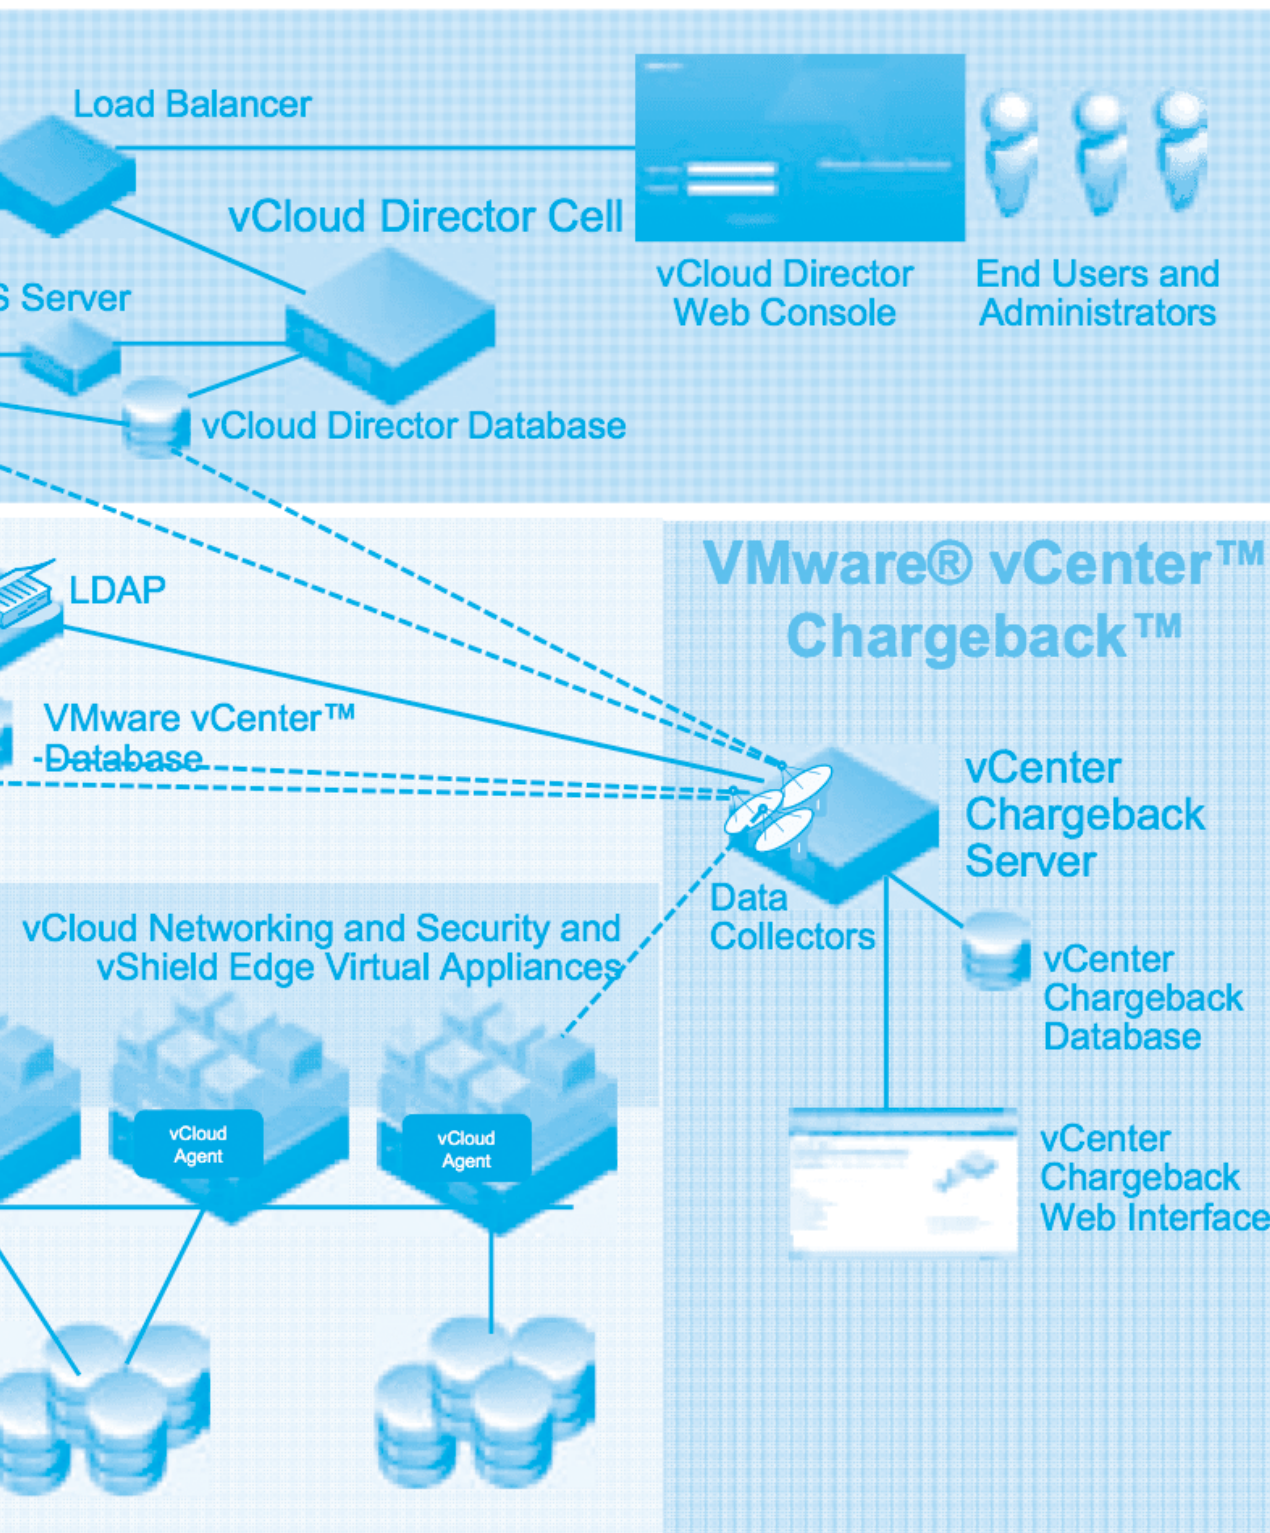 Load Balancer
vCloud Director Cell
vCloud Director
Web Console
End Users and
Administrators
S Server
vCloud Director Database
VMware® vCenter™
Chargeback™
LDAP
VMware vCenter™
Database
vCenter
Chargeback
Server
Data
Collectors
vCloud Networking and Security and
vShield Edge Virtual Appliances
vCenter
Chargeback
Database
vCloud
Agent
vCloud
Agent
vCenter
Chargeback
Web Interface